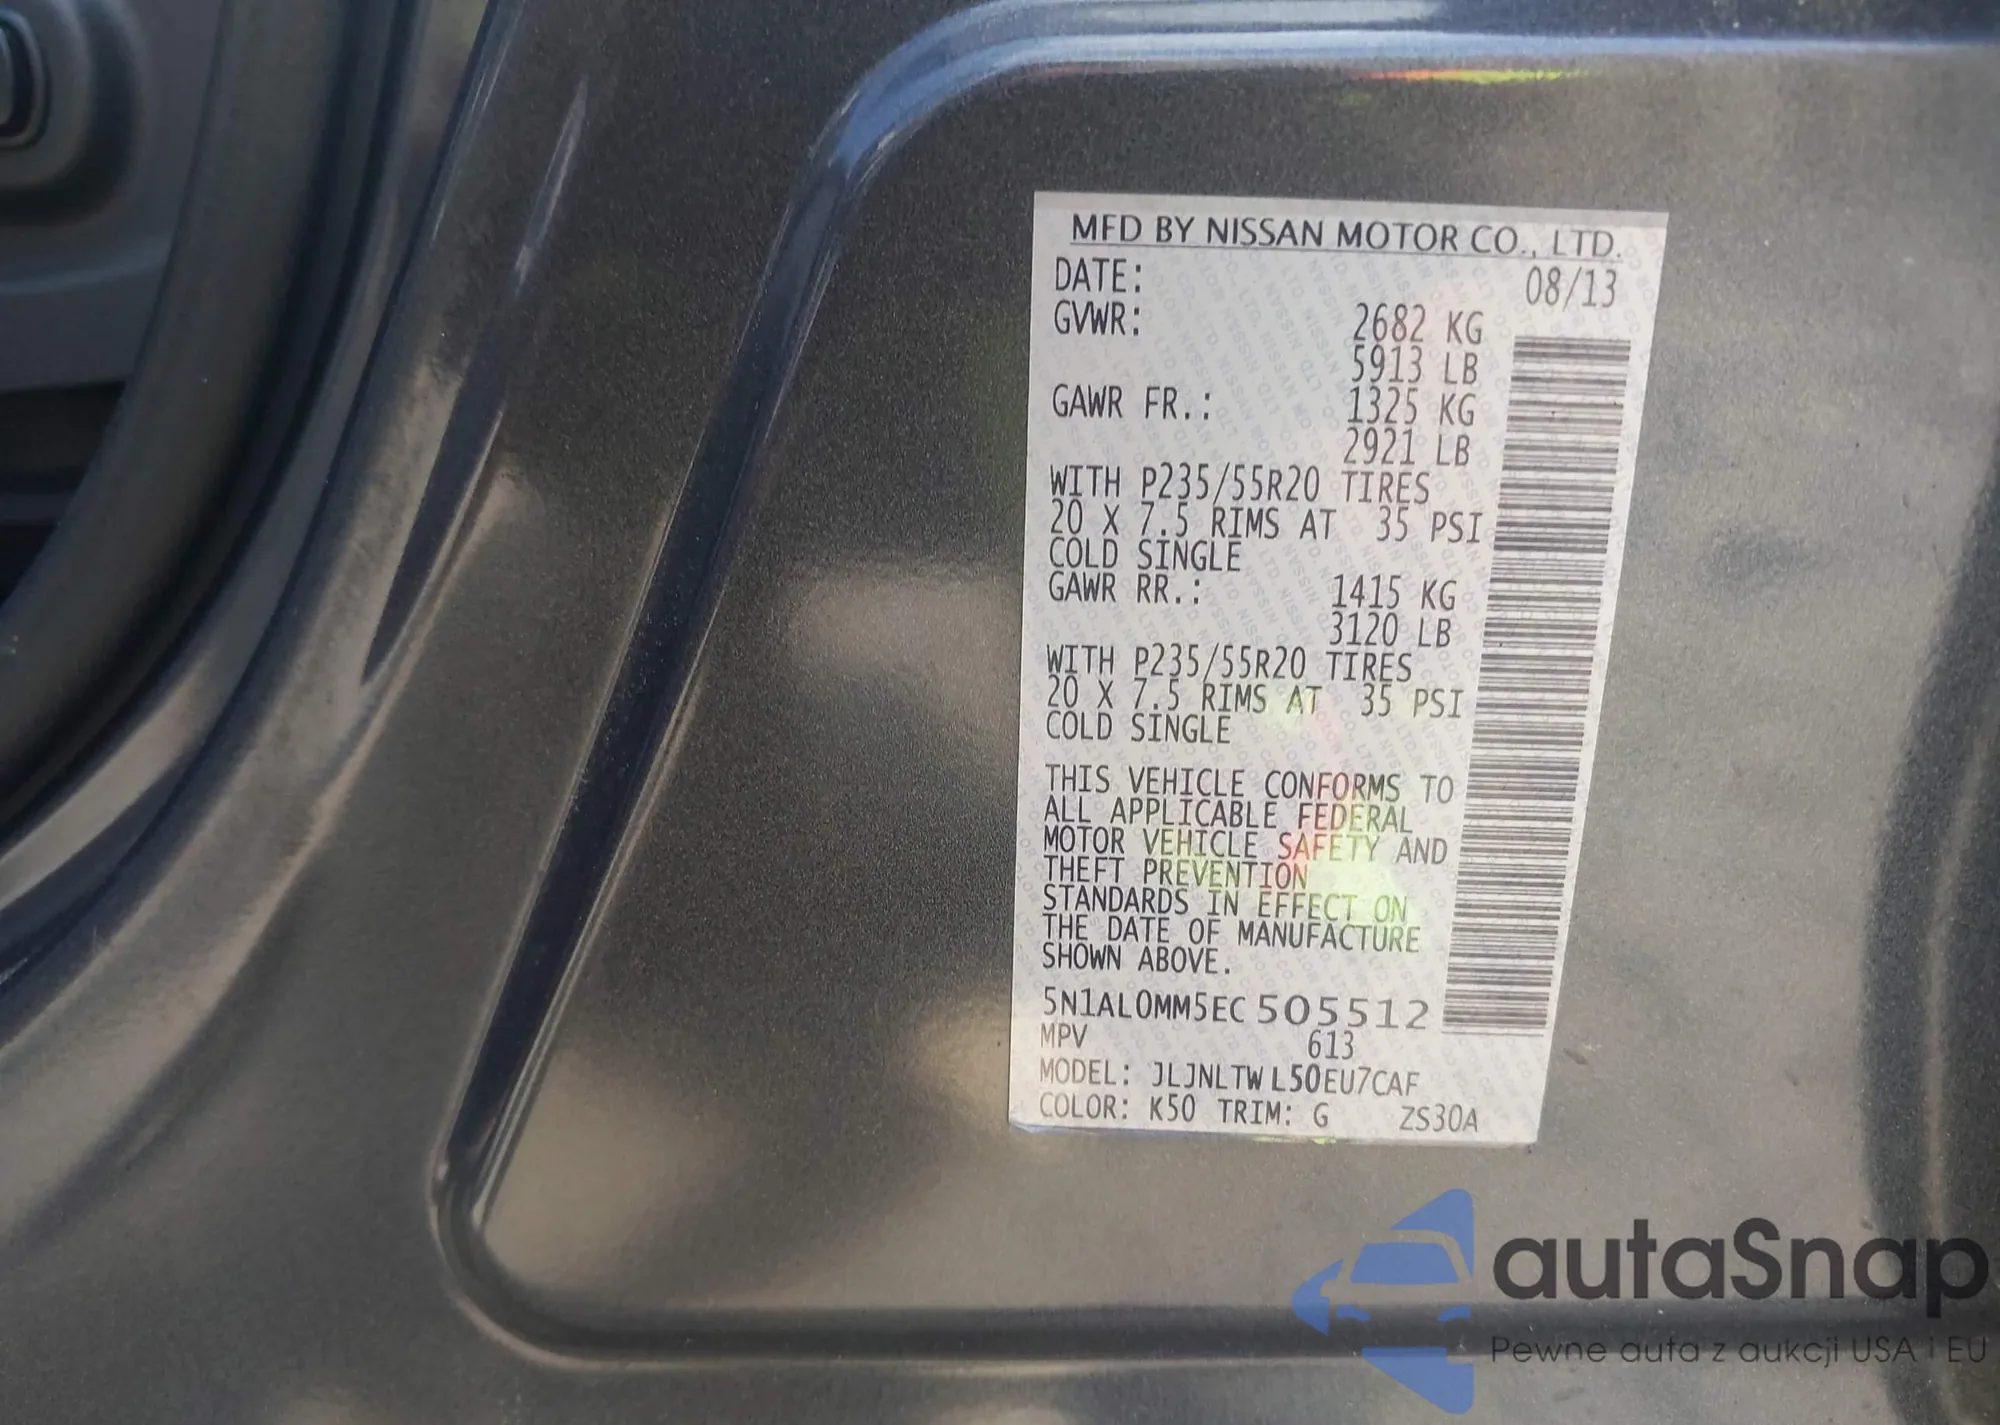 MFD BY NISSAN MOTOR CO., LTD.
DATE: 08/13
GVWR: 2682 KG
5913 LB
GAWR FR.: 1325 KG
2921 LB
WITH P235/55R20 TIRES
20 X 7.5 RIMS AT 35 PSI
COLD SINGLE
GAWR RR.: 1415 KG
3120 LB
WITH P235/55R20 TIRES
20 X 7.5 RIMS AT 35 PSI
COLD SINGLE
THIS VEHICLE CONFORMS TO
ALL APPLICABLE FEDERAL
MOTOR VEHICLE SAFETY AND
THEFT PREVENTION
STANDARDS IN EFFECT ON
THE DATE OF MANUFACTURE
SHOWN ABOVE.
5N1AL0MM5EC 505512
MPV 613
MODEL: JLJNLTW L50EU7CAF
COLOR: K50 TRIM: G ZS30A
autaSnap
Pewne auta z aukcji USA i EU